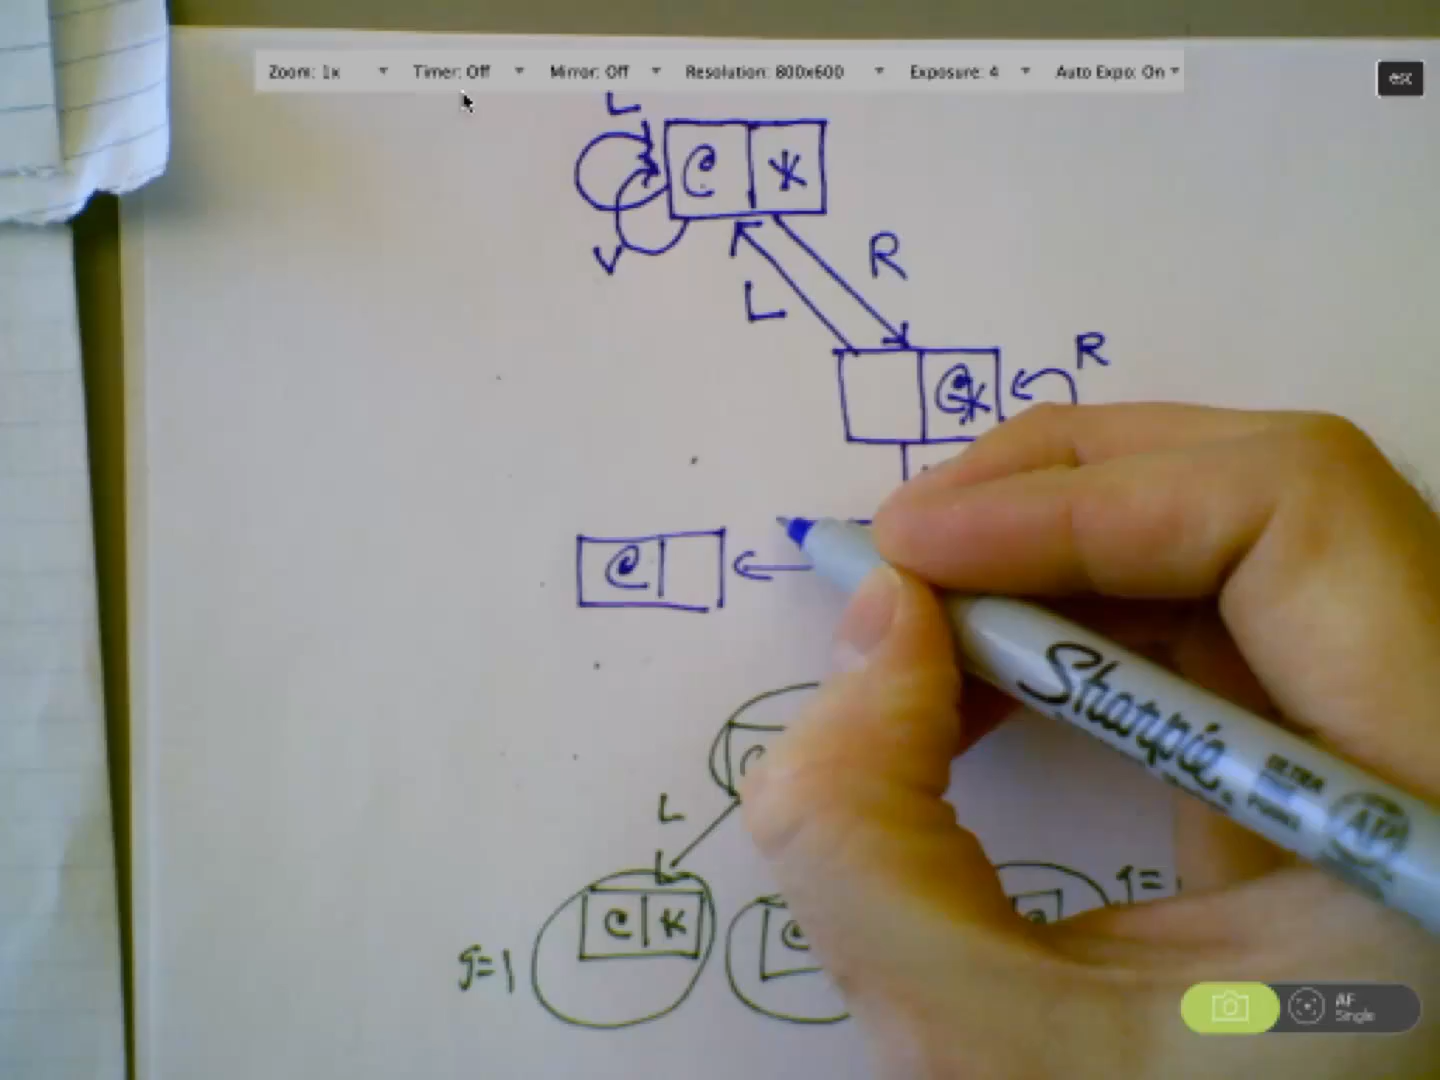 Zoom: 1x Timer: Off Mirror: Off Resolution: 800x600 Exposure: 4 Auto Expo: On
esc
L
C *
V
R
L
R
C*
C
Sharpie
ULTRA
AP
L
C *
g=1
AF
Single